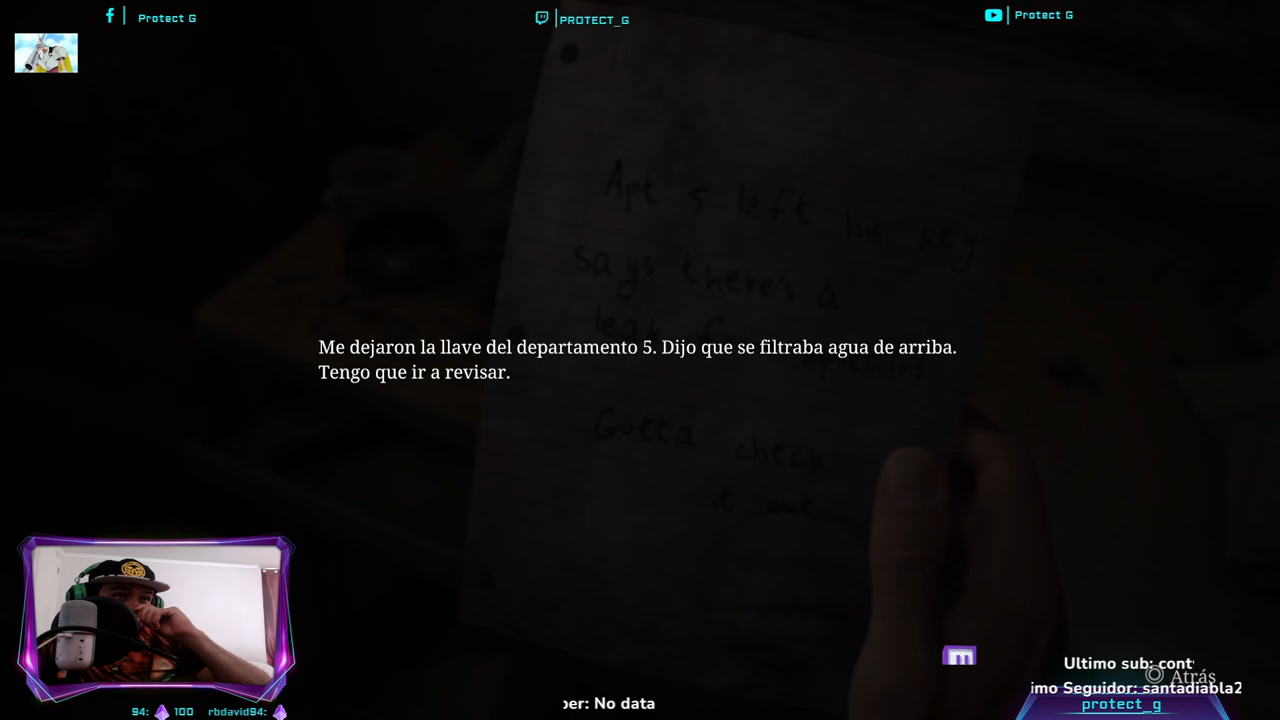 Protect G
PROTECT_G
Protect G
Apt 5 left his key
says there's a
leak
Me dejaron la llave del departamento 5. Dijo que se filtraba agua de arriba.
Tengo que ir a revisar.
Gotta check
it out
Ultimo sub: cont
Atrás
imo Seguidor: santadiabla2
protect_g
er: No data
94: 100 rbdavid94: